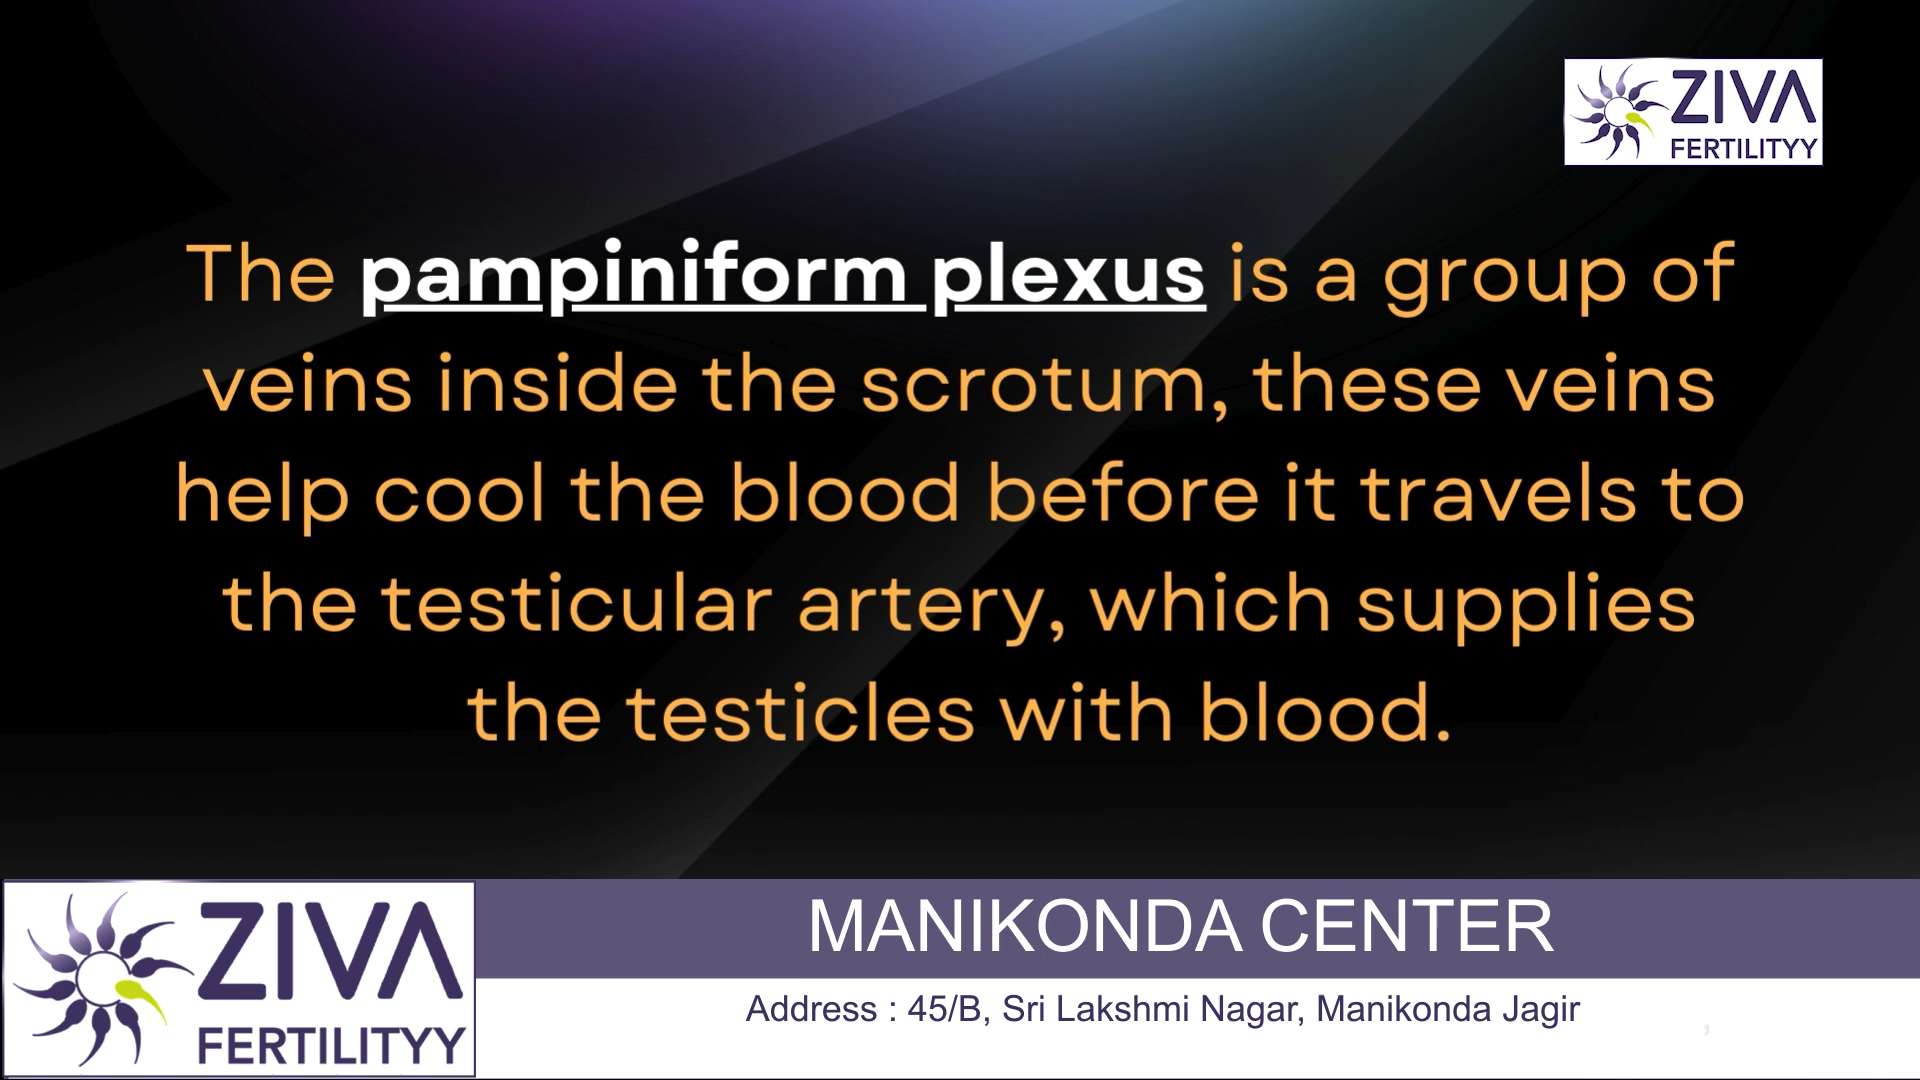 ZIVA
FERTILITYY
The pampiniform plexus is a group of
veins inside the scrotum, these veins
help cool the blood before it travels to
the testicular artery, which supplies
the testicles with blood.
ZIVA
FERTILITYY
MANIKONDA CENTER
Address : 45/B, Sri Lakshmi Nagar, Manikonda Jagir
,